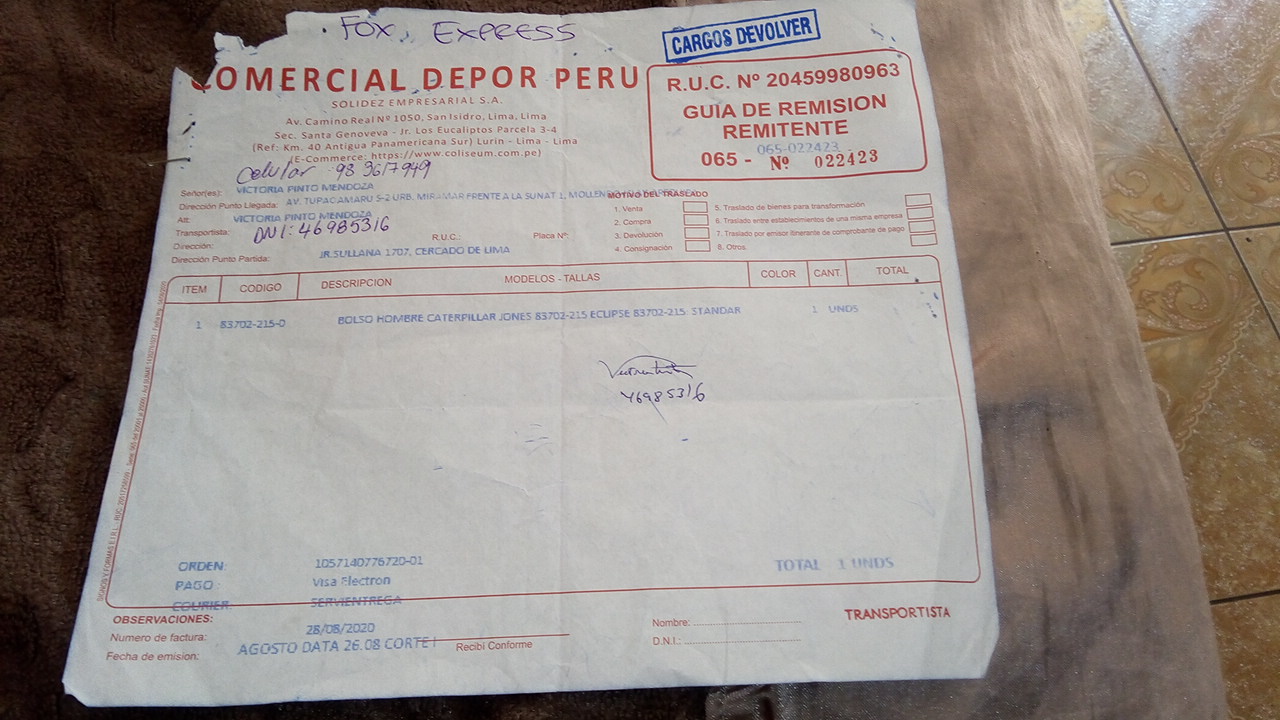 FOX EXPRESS
CARGOS DEVOLVER
COMERCIAL DEPOR PERU
SOLIDEZ EMPRESARIAL S.A.
Av. Camino Real Nº 1050, San Isidro, Lima, Lima
Sec. Santa Genoveva - Jr. Los Eucaliptos Parcela 3-4
(Ref: Km. 40 Antigua Panamericana Sur) Lurin - Lima - Lima
(E-Commerce: https://www.coliseum.com.pe)
R.U.C. Nº 20459980963
GUIA DE REMISION
REMITENTE
065-022423
065 - Nº 022423
Celular 98 9617949
Señor(es): VICTORIA PINTO MENDOZA
Dirección Punto Llegada: AV. TUPAC AMARU S-2 URB. MIRAMAR FRENTE A LA SUNAT 1, MOLLENDO
Att: VICTORIA PINTO MENDOZA
Transportista: DNI: 46985316
Dirección: R.U.C.: Placa Nº:
Dirección Punto Partida: JR.SULLANA 1707, CERCADO DE LIMA
MOTIVO DEL TRASLADO
1. Venta
2. Compra
3. Devolución
4. Consignación
5. Traslado de bienes para transformación
6. Traslado entre establecimientos de una misma empresa
7. Traslado por emisor itinerante de comprobante de pago
8. Otros
ITEM CODIGO DESCRIPCION MODELOS - TALLAS COLOR CANT. TOTAL
1 83702-215-0 BOLSO HOMBRE CATERPILLAR JONES 83702-215 ECLIPSE 83702-215 STANDAR 1 UNDS
46985316
ORDEN: 1057140776720-01
PAGO : Visa Electron
COURIER: SERVIENTREGA
TOTAL 1 UNDS
OBSERVACIONES:
Numero de factura: 28/08/2020
Fecha de emision: AGOSTO DATA 26.08 CORTE I
Recibi Conforme
Nombre:
D.N.I.:
TRANSPORTISTA